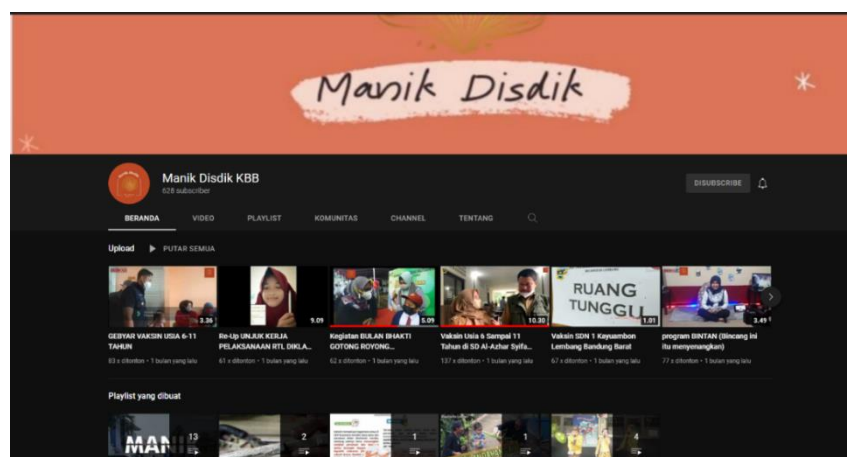 Manik Disdik
Manik Disdik KBB
628 subscriber
DISUBSCRIBE
BERANDA VIDEO PLAYLIST KOMUNITAS CHANNEL TENTANG
Upload PUTAR SEMUA
RUANG
TUNGGU
3.36 9.09 5.09 10.30 1.01 3.49
GEBYAR VAKSIN USIA 6-11 TAHUN
83 x ditonton • 1 bulan yang lalu
Re-Up UNJUK KERJA PELAKSANAAN RTL DIKLA...
61 x ditonton • 1 bulan yang lalu
Kegiatan BULAN BHAKTI GOTONG ROYONG...
62 x ditonton • 1 bulan yang lalu
Vaksin Usia 6 Sampai 11 Tahun di SD Al-Azhar Syifa...
137 x ditonton • 1 bulan yang lalu
Vaksin SDN 1 Kayuambon Lembang Bandung Barat
67 x ditonton • 1 bulan yang lalu
program BINTAN (Bincang ini itu menyenangkan)
77 x ditonton • 1 bulan yang lalu
Playlist yang dibuat
MANI
13 2 1 1 4